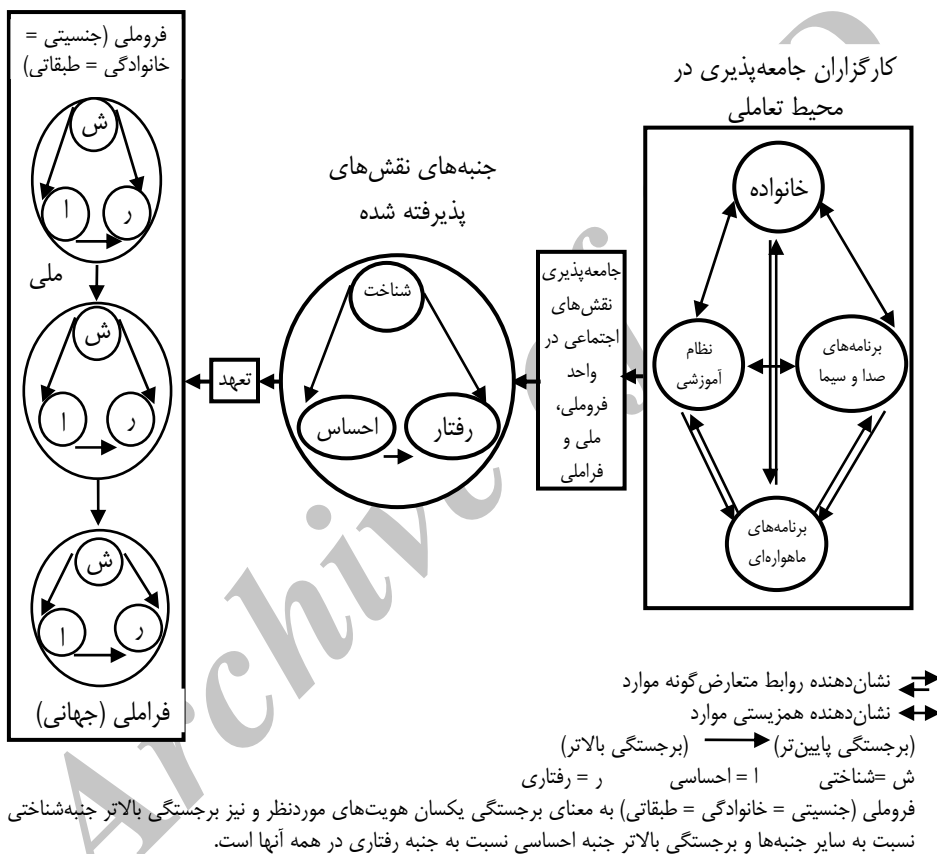 کارگزاران جامعه‌پذیری در
محیط تعاملی
خانواده
نظام
آموزشی
برنامه‌های
صدا و سیما
برنامه‌های
ماهواره‌ای
جامعه‌پذیری
نقش‌های
اجتماعی در
واحد
فروملی،
ملی و
فراملی
جنبه‌های نقش‌های
پذیرفته شده
شناخت
احساس
رفتار
تعهد
فروملی (جنسیتی =
خانوادگی = طبقاتی)
ش
ر
ا
ملی
ش
ر
ا
ش
ر
ا
فراملی (جهانی)
نشان‌دهنده روابط متعارض‌گونه موارد
نشان‌دهنده همزیستی موارد
(برجستگی پایین‌تر) (برجستگی بالاتر)
ش =شناختی ا = احساسی ر = رفتاری
فروملی (جنسیتی = خانوادگی = طبقاتی) به معنای برجستگی یکسان هویت‌های موردنظر و نیز برجستگی بالاتر جنبه‌شناختی
نسبت به سایر جنبه‌ها و برجستگی بالاتر جنبه احساسی نسبت به جنبه رفتاری در همه آنها است.
Archive of